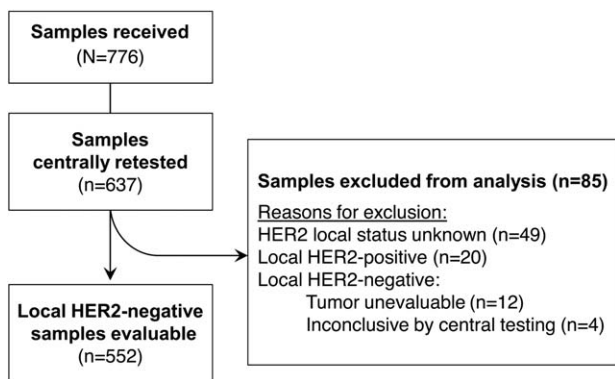 Samples received
(N=776)
Samples
centrally retested
(n=637)
Samples excluded from analysis (n=85)
Reasons for exclusion:
HER2 local status unknown (n=49)
Local HER2-positive (n=20)
Local HER2-negative:
Tumor unevaluable (n=12)
Inconclusive by central testing (n=4)
Local HER2-negative
samples evaluable
(n=552)